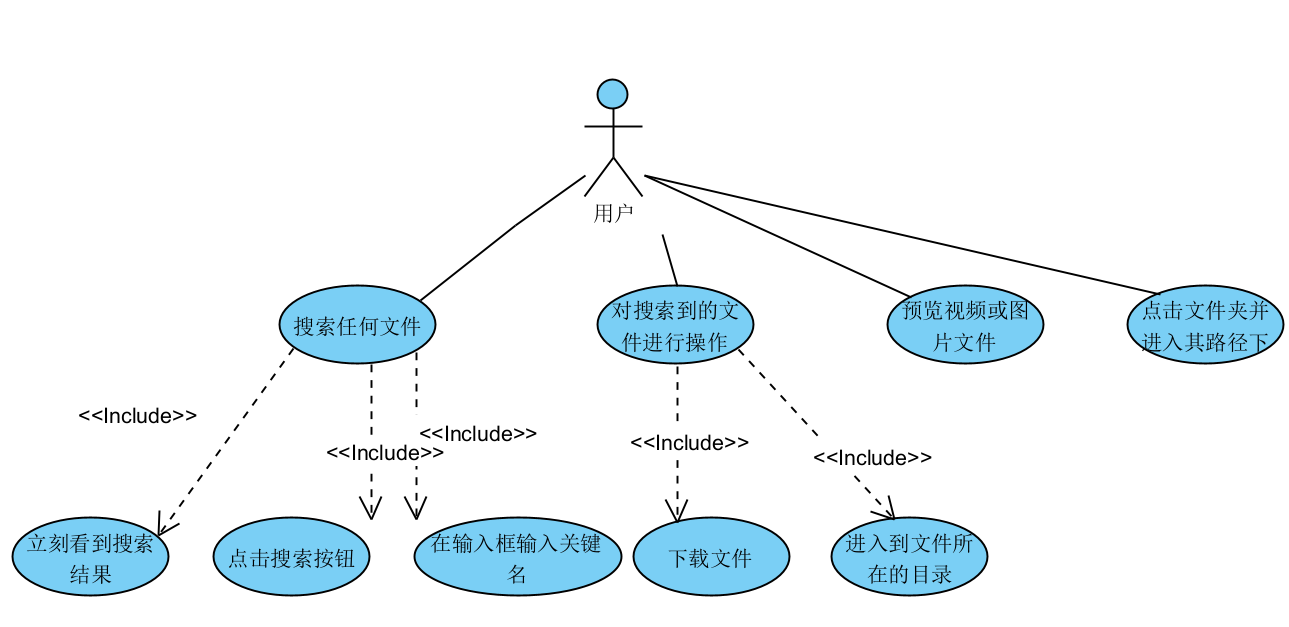 用户
搜索任何文件
对搜索到的文
件进行操作
预览视频或图
片文件
点击文件夹并
进入其路径下
<<Include>>
<<Include>>
<<Include>>
<<Include>>
<<Include>>
立刻看到搜索
结果
点击搜索按钮
在输入框输入关键
名
下载文件
进入到文件所
在的目录